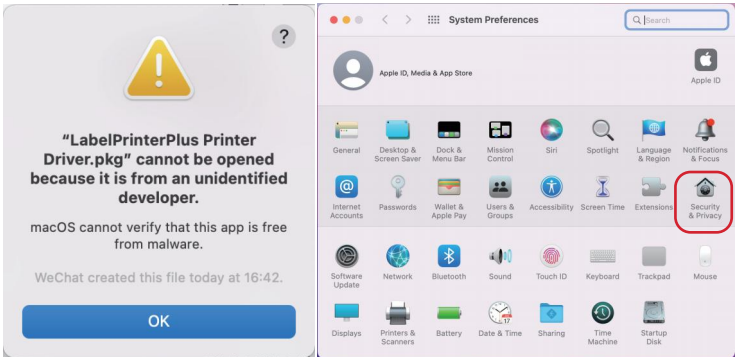 ?
“LabelPrinterPlus Printer
Driver.pkg” cannot be opened
because it is from an unidentified
developer.
macOS cannot verify that this app is free
from malware.
WeChat created this file today at 16:42.
OK
System Preferences
Search
Apple ID, Media & App Store
Apple ID
General
Desktop &
Screen Saver
Dock &
Menu Bar
Mission
Control
Siri
Spotlight
Language
& Region
Notifications
& Focus
Internet
Accounts
Passwords
Wallet &
Apple Pay
Users &
Groups
Accessibility
Screen Time
Extensions
Security
& Privacy
Software
Update
Network
Bluetooth
Sound
Touch ID
Keyboard
Trackpad
Mouse
Displays
Printers &
Scanners
Battery
17
Date & Time
Sharing
Time
Machine
Startup
Disk